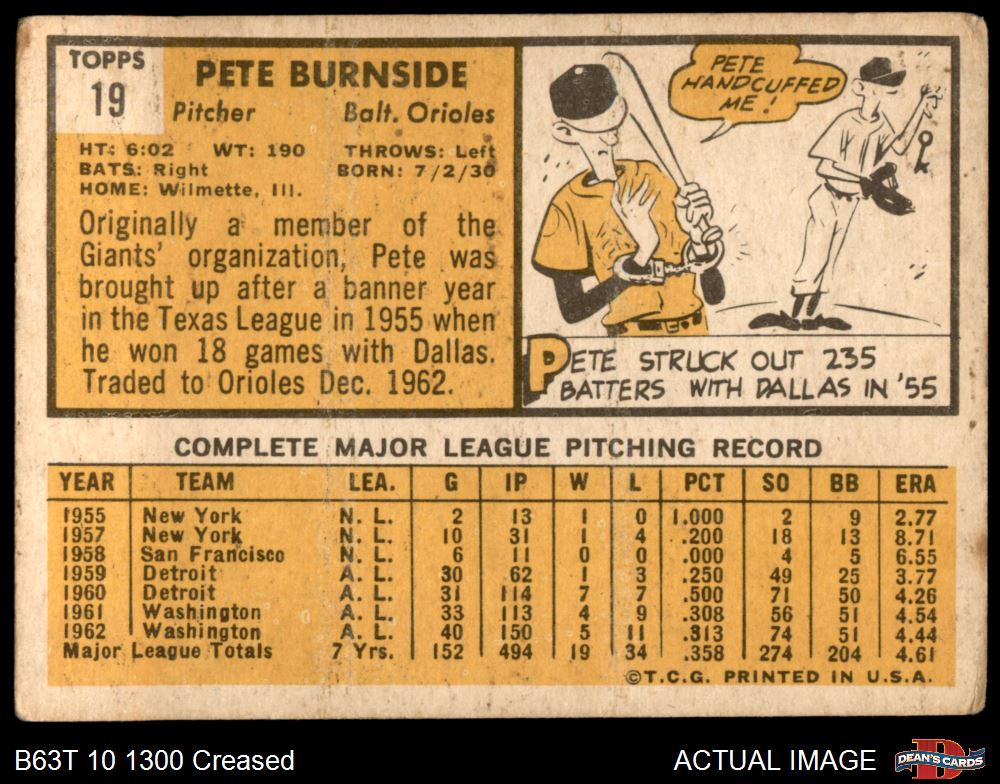 TOPPS
19
PETE BURNSIDE
Pitcher Balt. Orioles
HT: 6:02 WT: 190 THROWS: Left
BATS: Right BORN: 7/2/30
HOME: Wilmette, Ill.
Originally a member of the
Giants' organization, Pete was
brought up after a banner year
in the Texas League in 1955 when
he won 18 games with Dallas.
Traded to Orioles Dec. 1962.
PETE
HANDCUFFED
ME!
PETE STRUCK OUT 235
BATTERS WITH DALLAS IN '55
COMPLETE MAJOR LEAGUE PITCHING RECORD
YEAR TEAM LEA. G IP W L PCT SO BB ERA
1955 New York N. L. 2 13 1 0 1.000 2 9 2.77
1957 New York N. L. 10 31 1 4 .200 18 13 8.71
1958 San Francisco N. L. 6 11 0 0 .000 4 5 6.55
1959 Detroit A. L. 30 62 1 3 .250 49 25 3.77
1960 Detroit A. L. 31 114 7 7 .500 71 50 4.26
1961 Washington A. L. 33 113 4 9 .308 56 51 4.54
1962 Washington A. L. 40 150 5 11 .313 74 51 4.44
Major League Totals 7 Yrs. 152 494 19 34 .358 274 204 4.61
©T.C.G. PRINTED IN U.S.A.
B63T 10 1300 Creased
ACTUAL IMAGE
DEAN'S CARDS